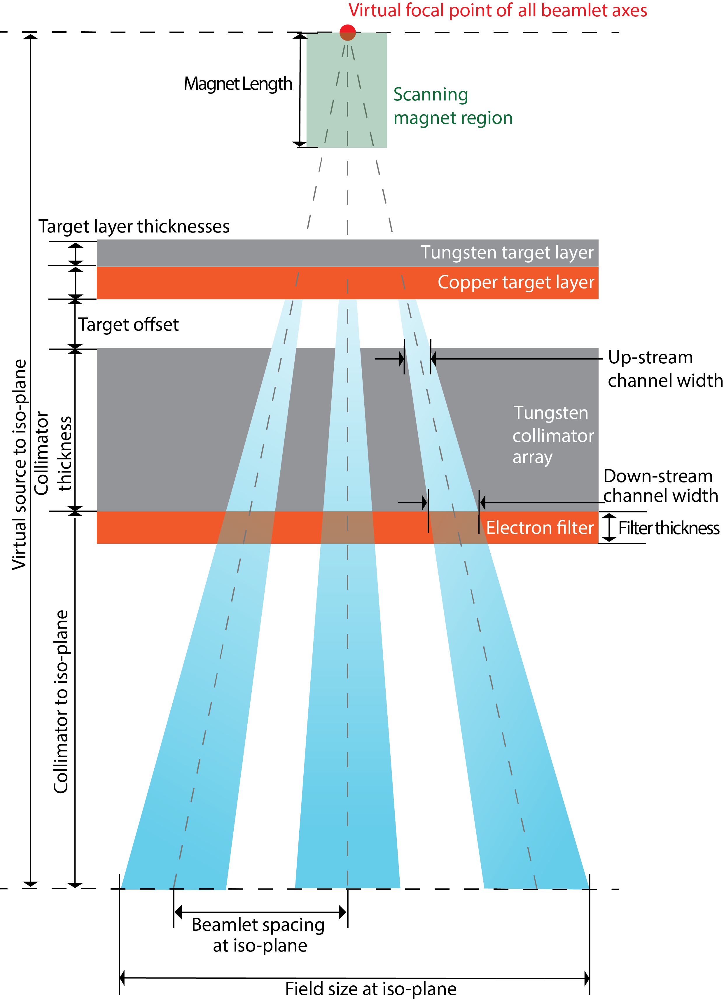 Virtual focal point of all beamlet axes
Magnet Length
Scanning
magnet region
Target layer thicknesses
Tungsten target layer
Copper target layer
Target offset
Up-stream
channel width
Virtual source to iso-plane
Collimator
thickness
Tungsten
collimator
array
Down-stream
channel width
Electron filter
Filter thickness
Collimator to iso-plane
Beamlet spacing
at iso-plane
Field size at iso-plane